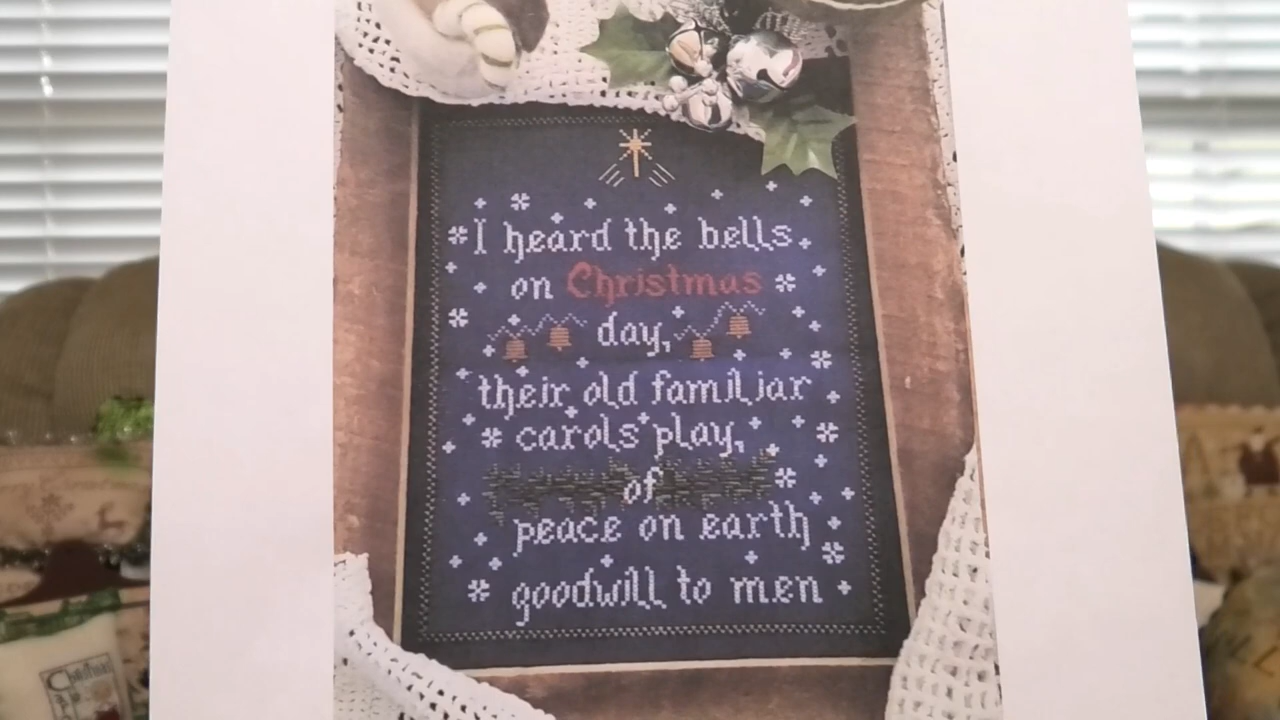 I heard the bells
on Christmas
day,
their old familiar
carols play,
of
peace on earth
goodwill to men